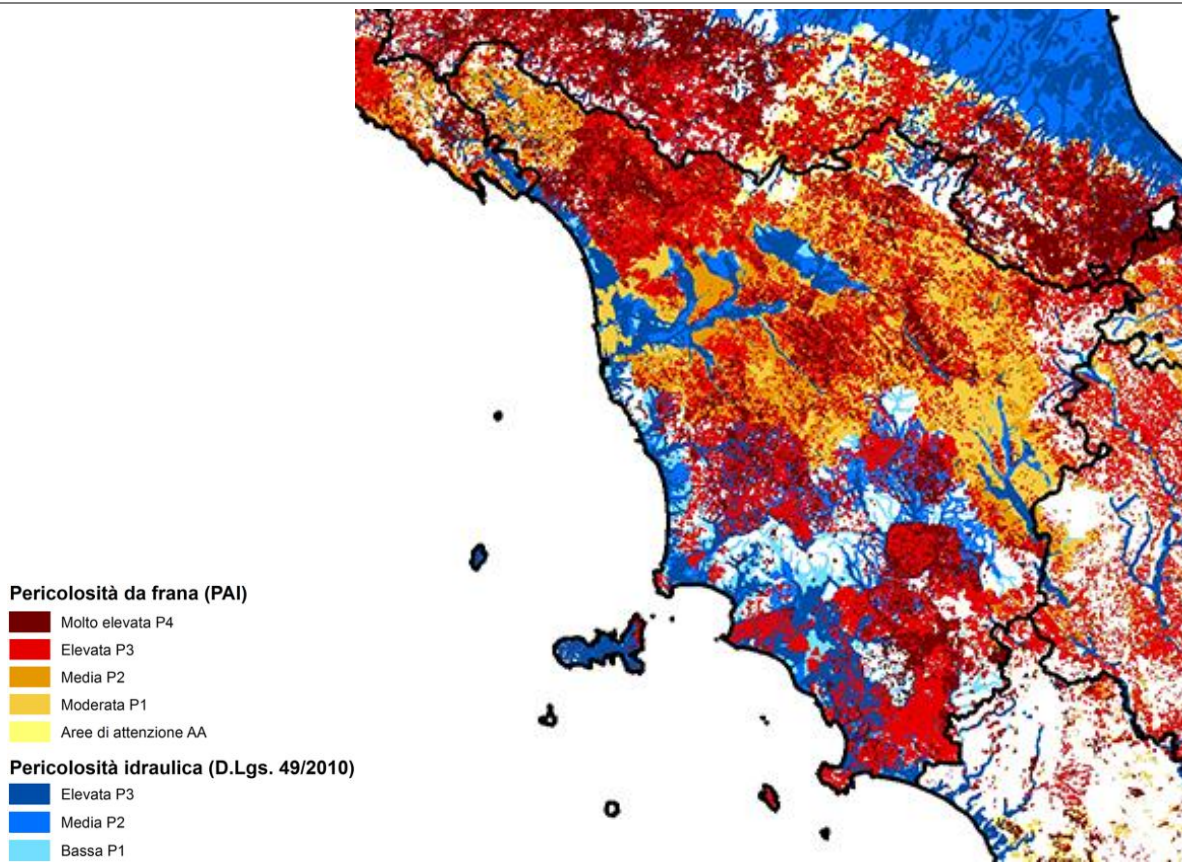 Pericolosità da frana (PAI)
Molto elevata P4
Elevata P3
Media P2
Moderata P1
Aree di attenzione AA
Pericolosità idraulica (D.Lgs. 49/2010)
Elevata P3
Media P2
Bassa P1